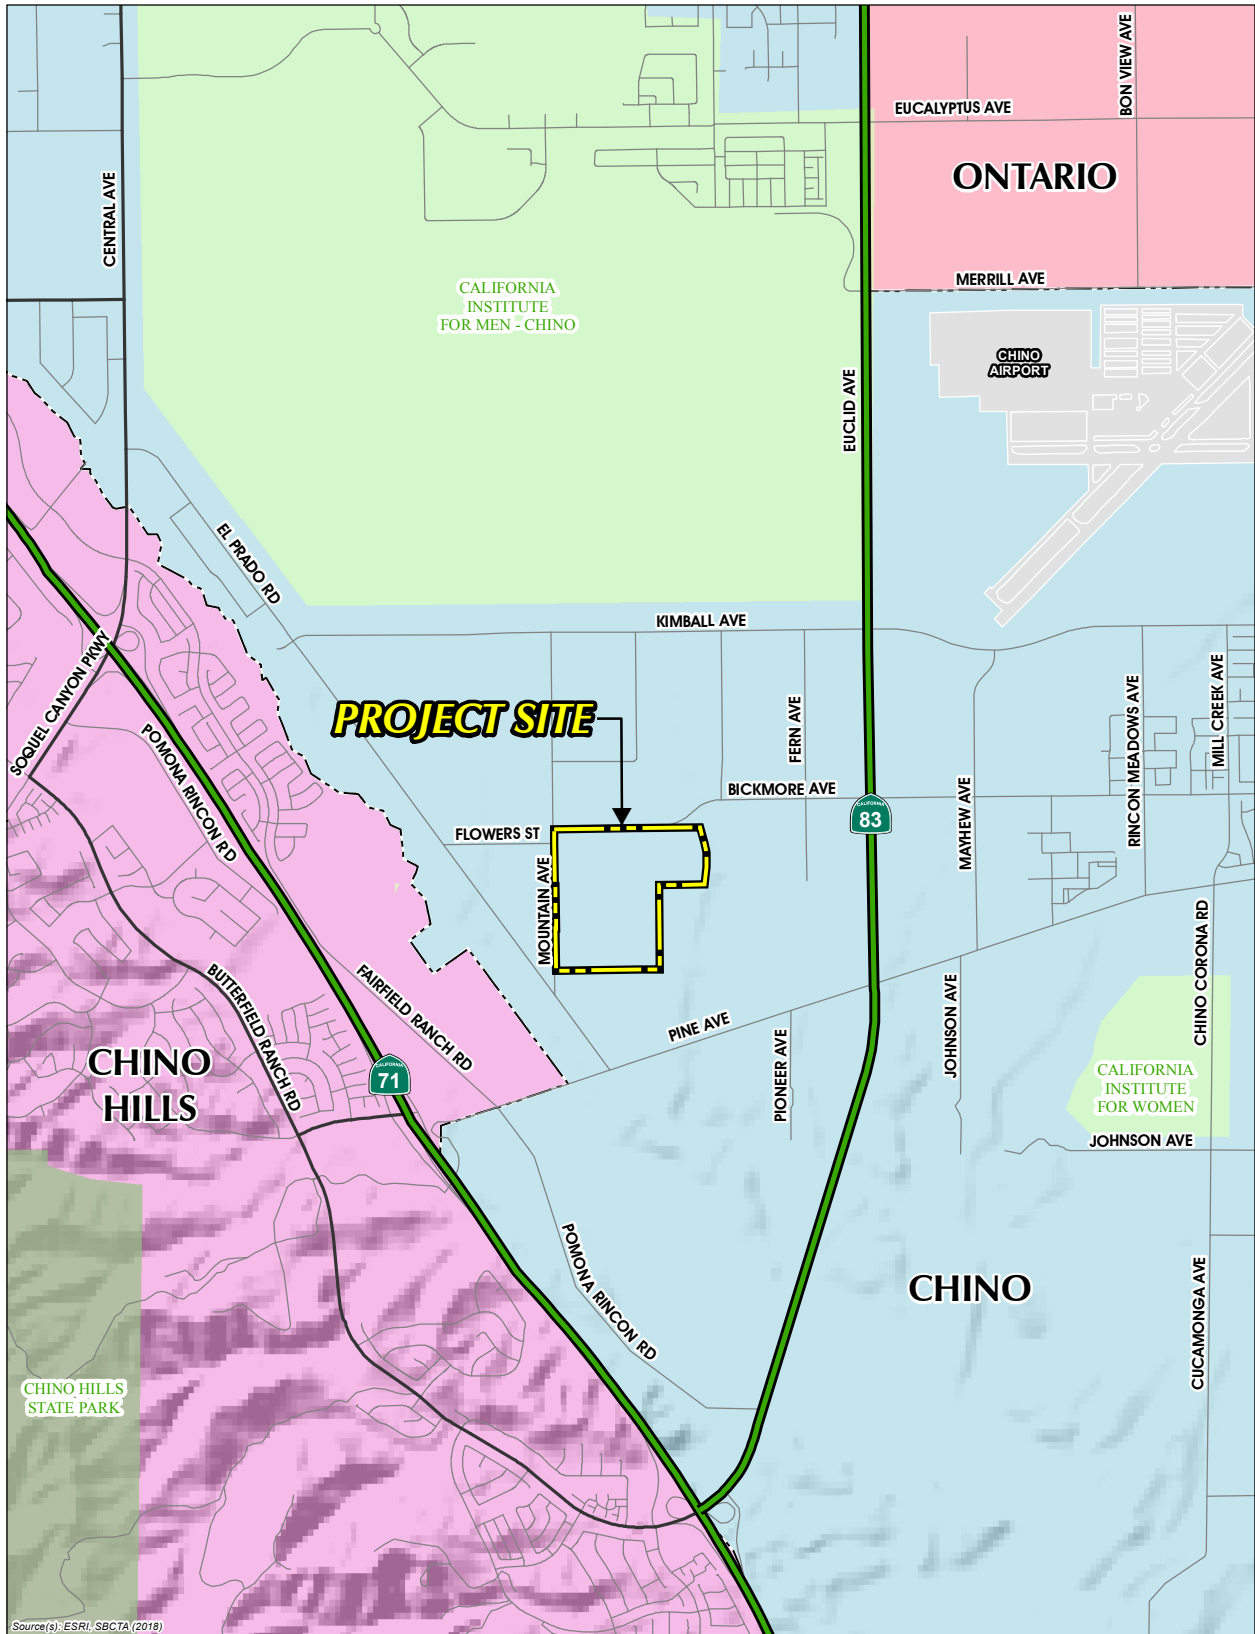 BON VIEW AVE
EUCALYPTUS AVE
ONTARIO
CENTRAL AVE
MERRILL AVE
CALIFORNIA
INSTITUTE
FOR MEN - CHINO
CHINO
AIRPORT
EUCLID AVE
EL PRADO RD
KIMBALL AVE
SOQUEL CANYON PKWY
PROJECT SITE
FERN AVE
RINCON MEADOWS AVE
MILL CREEK AVE
POMONA RINCON RD
BICKMORE AVE
CALIFORNIA
83
MAYHEW AVE
FLOWERS ST
MOUNTAIN AVE
CHINO CORONA RD
BUTTERFIELD RANCH RD
FAIRFIELD RANCH RD
PINE AVE
JOHNSON AVE
PIONEER AVE
CHINO
HILLS
CALIFORNIA
71
CALIFORNIA
INSTITUTE
FOR WOMEN
JOHNSON AVE
POMONA RINCON RD
CHINO
CUCAMONGA AVE
CHINO HILLS
STATE PARK
Source(s): ESRI, SBCTA (2018)